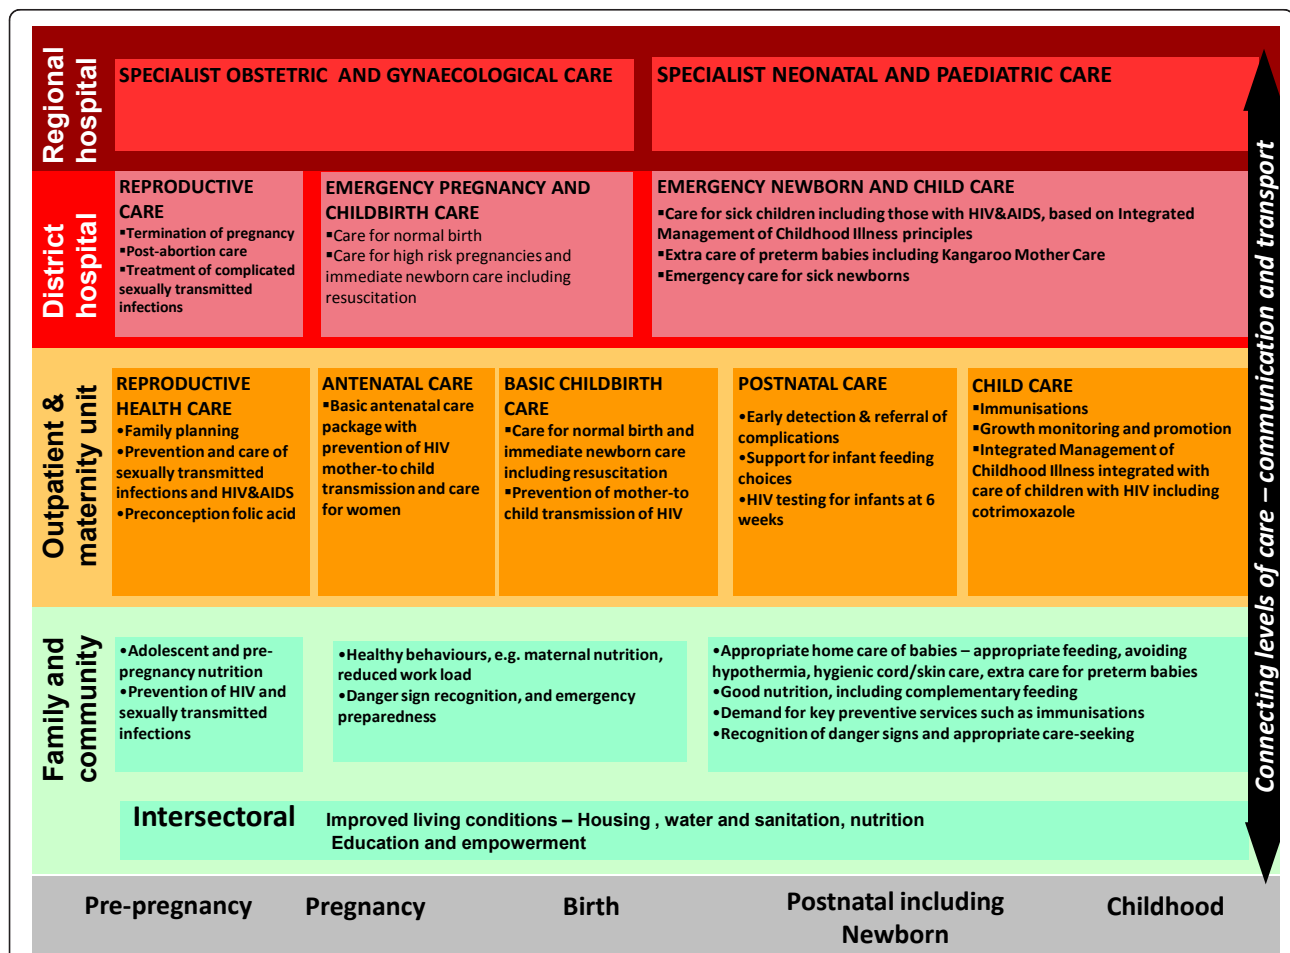 Regional
hospital
SPECIALIST OBSTETRIC AND GYNAECOLOGICAL CARE
SPECIALIST NEONATAL AND PAEDIATRIC CARE
District
hospital
REPRODUCTIVE
CARE
▪Termination of pregnancy
▪Post-abortion care
▪Treatment of complicated
sexually transmitted
infections
EMERGENCY PREGNANCY AND
CHILDBIRTH CARE
▪Care for normal birth
▪Care for high risk pregnancies and
immediate newborn care including
resuscitation
EMERGENCY NEWBORN AND CHILD CARE
▪Care for sick children including those with HIV&AIDS, based on Integrated
Management of Childhood Illness principles
▪Extra care of preterm babies including Kangaroo Mother Care
▪Emergency care for sick newborns
Outpatient &
maternity unit
REPRODUCTIVE
HEALTH CARE
•Family planning
•Prevention and care of
sexually transmitted
infections and HIV&AIDS
•Preconception folic acid
ANTENATAL CARE
▪Basic antenatal care
package with
prevention of HIV
mother-to child
transmission and care
for women
BASIC CHILDBIRTH
CARE
▪Care for normal birth and
immediate newborn care
including resuscitation
▪Prevention of mother-to
child transmission of HIV
POSTNATAL CARE
•Early detection & referral of
complications
•Support for infant feeding
choices
•HIV testing for infants at 6
weeks
CHILD CARE
▪Immunisations
▪Growth monitoring and promotion
▪Integrated Management of
Childhood Illness integrated with
care of children with HIV including
cotrimoxazole
Family and
community
•Adolescent and pre-
pregnancy nutrition
•Prevention of HIV and
sexually transmitted
infections
•Healthy behaviours, e.g. maternal nutrition,
reduced work load
•Danger sign recognition, and emergency
preparedness
•Appropriate home care of babies – appropriate feeding, avoiding
hypothermia, hygienic cord/skin care, extra care for preterm babies
•Good nutrition, including complementary feeding
•Demand for key preventive services such as immunisations
•Recognition of danger signs and appropriate care-seeking
Intersectoral
Improved living conditions – Housing , water and sanitation, nutrition
Education and empowerment
Connecting levels of care – communication and transport
Pre-pregnancy
Pregnancy
Birth
Postnatal including
Newborn
Childhood